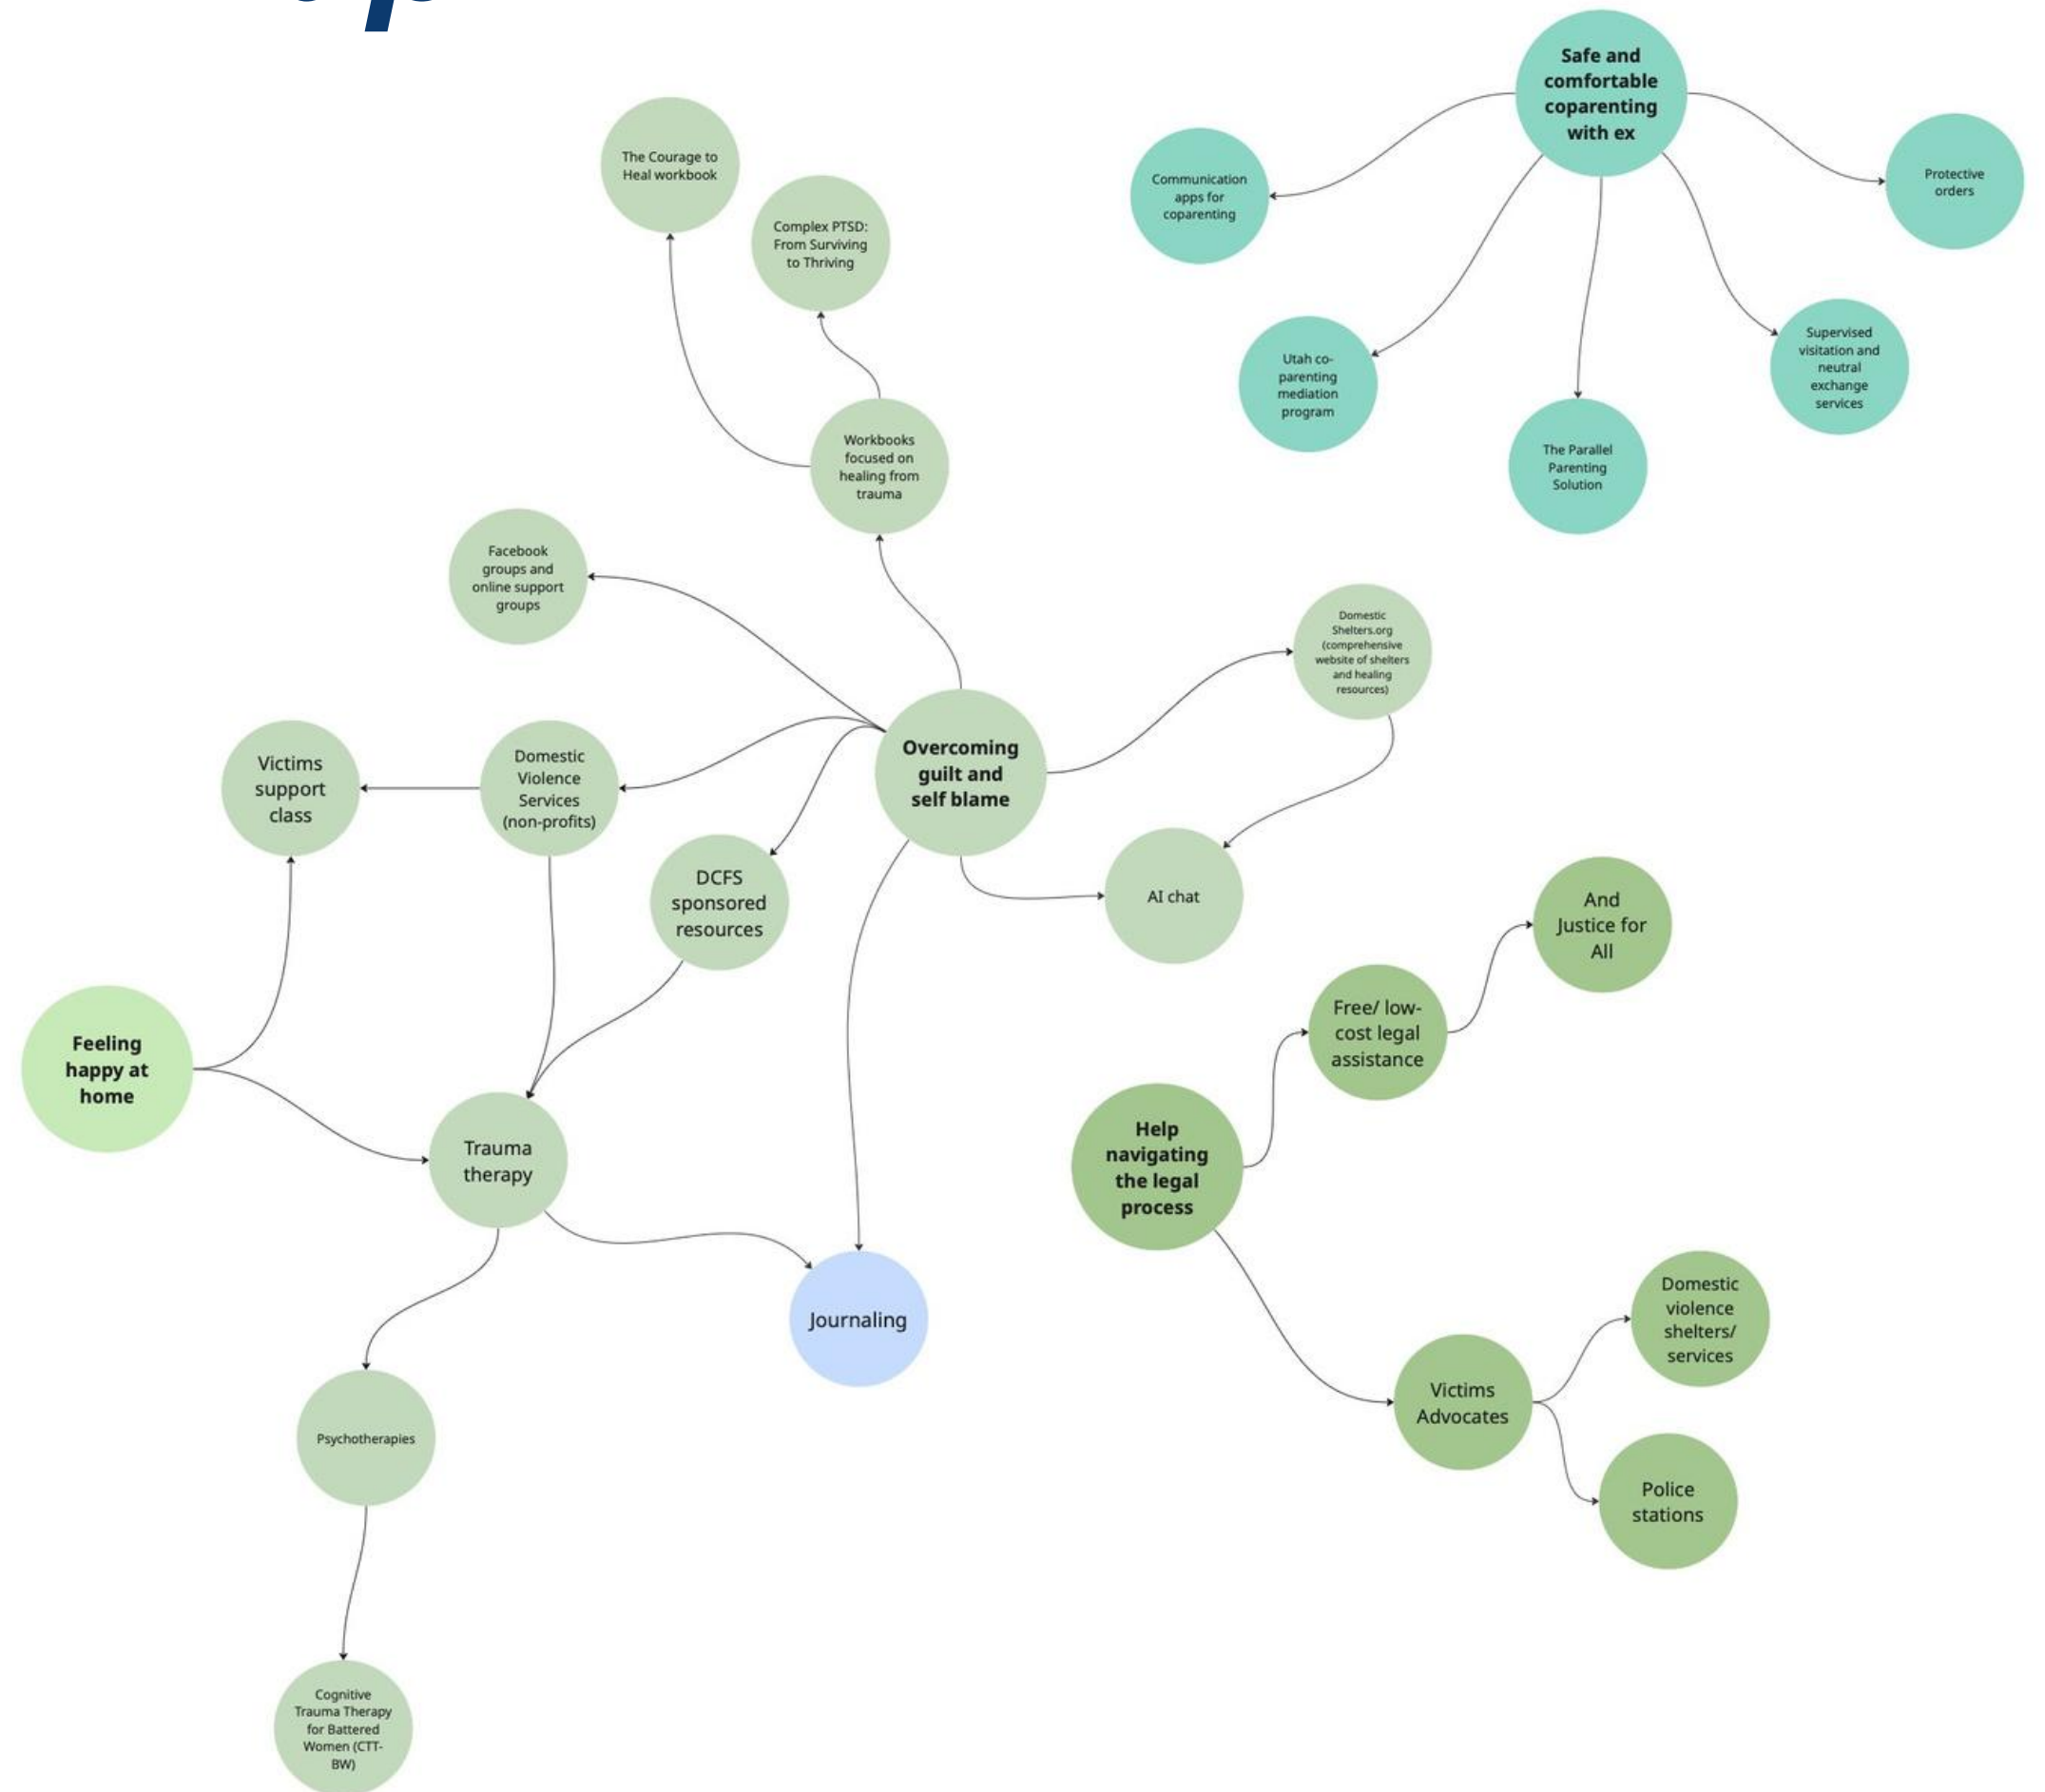 Safe and
comfortable
coparenting
with ex
The Courage to
Heal workbook
Communication
apps for
coparenting
Protective
orders
Complex PTSD:
From Surviving
to Thriving
Utah co-
parenting
mediation
program
Supervised
visitation and
neutral
exchange
services
Workbooks
focused on
healing from
trauma
The Parallel
Parenting
Solution
Facebook
groups and
online support
groups
Domestic
Shelters.org
(comprehensive
website of shelters
and healing
resources)
Victims
support
class
Domestic
Violence
Services
(non-profits)
Overcoming
guilt and
self blame
DCFS
sponsored
resources
AI chat
And
Justice for
All
Feeling
happy at
home
Free/ low-
cost legal
assistance
Trauma
therapy
Help
navigating
the legal
process
Journaling
Domestic
violence
shelters/
services
Victims
Advocates
Psychotherapies
Police
stations
Cognitive
Trauma Therapy
for Battered
Women (CTT-
BW)